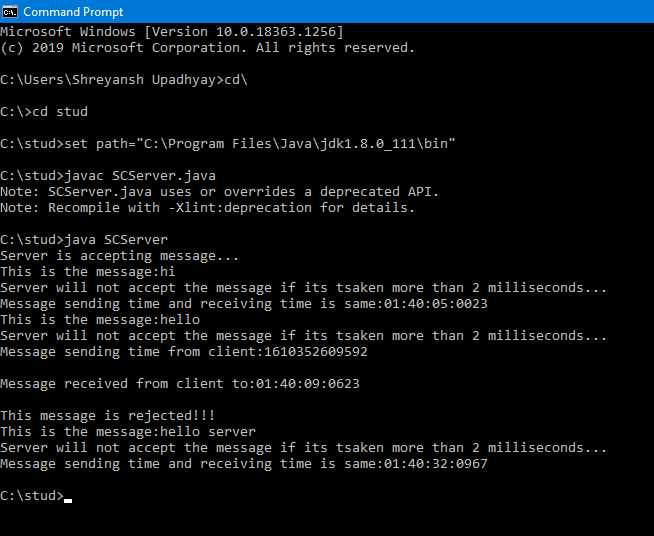 Command Prompt
Microsoft Windows [Version 10.0.18363.1256]
(c) 2019 Microsoft Corporation. All rights reserved.
C:\Users\Shreyansh Upadhyay>cd\
C:\>cd stud
C:\stud>set path="C:\Program Files\Java\jdk1.8.0_111\bin"
C:\stud>javac SCServer.java
Note: SCServer.java uses or overrides a deprecated API.
Note: Recompile with -Xlint:deprecation for details.
C:\stud>java SCServer
Server is accepting message...
This is the message:hi
Server will not accept the message if its tsaken more than 2 milliseconds...
Message sending time and receiving time is same:01:40:05:0023
This is the message:hello
Server will not accept the message if its tsaken more than 2 milliseconds...
Message sending time from client:1610352609592
Message received from client to:01:40:09:0623
This message is rejected!!!
This is the message:hello server
Server will not accept the message if its tsaken more than 2 milliseconds...
Message sending time and receiving time is same:01:40:32:0967
C:\stud>